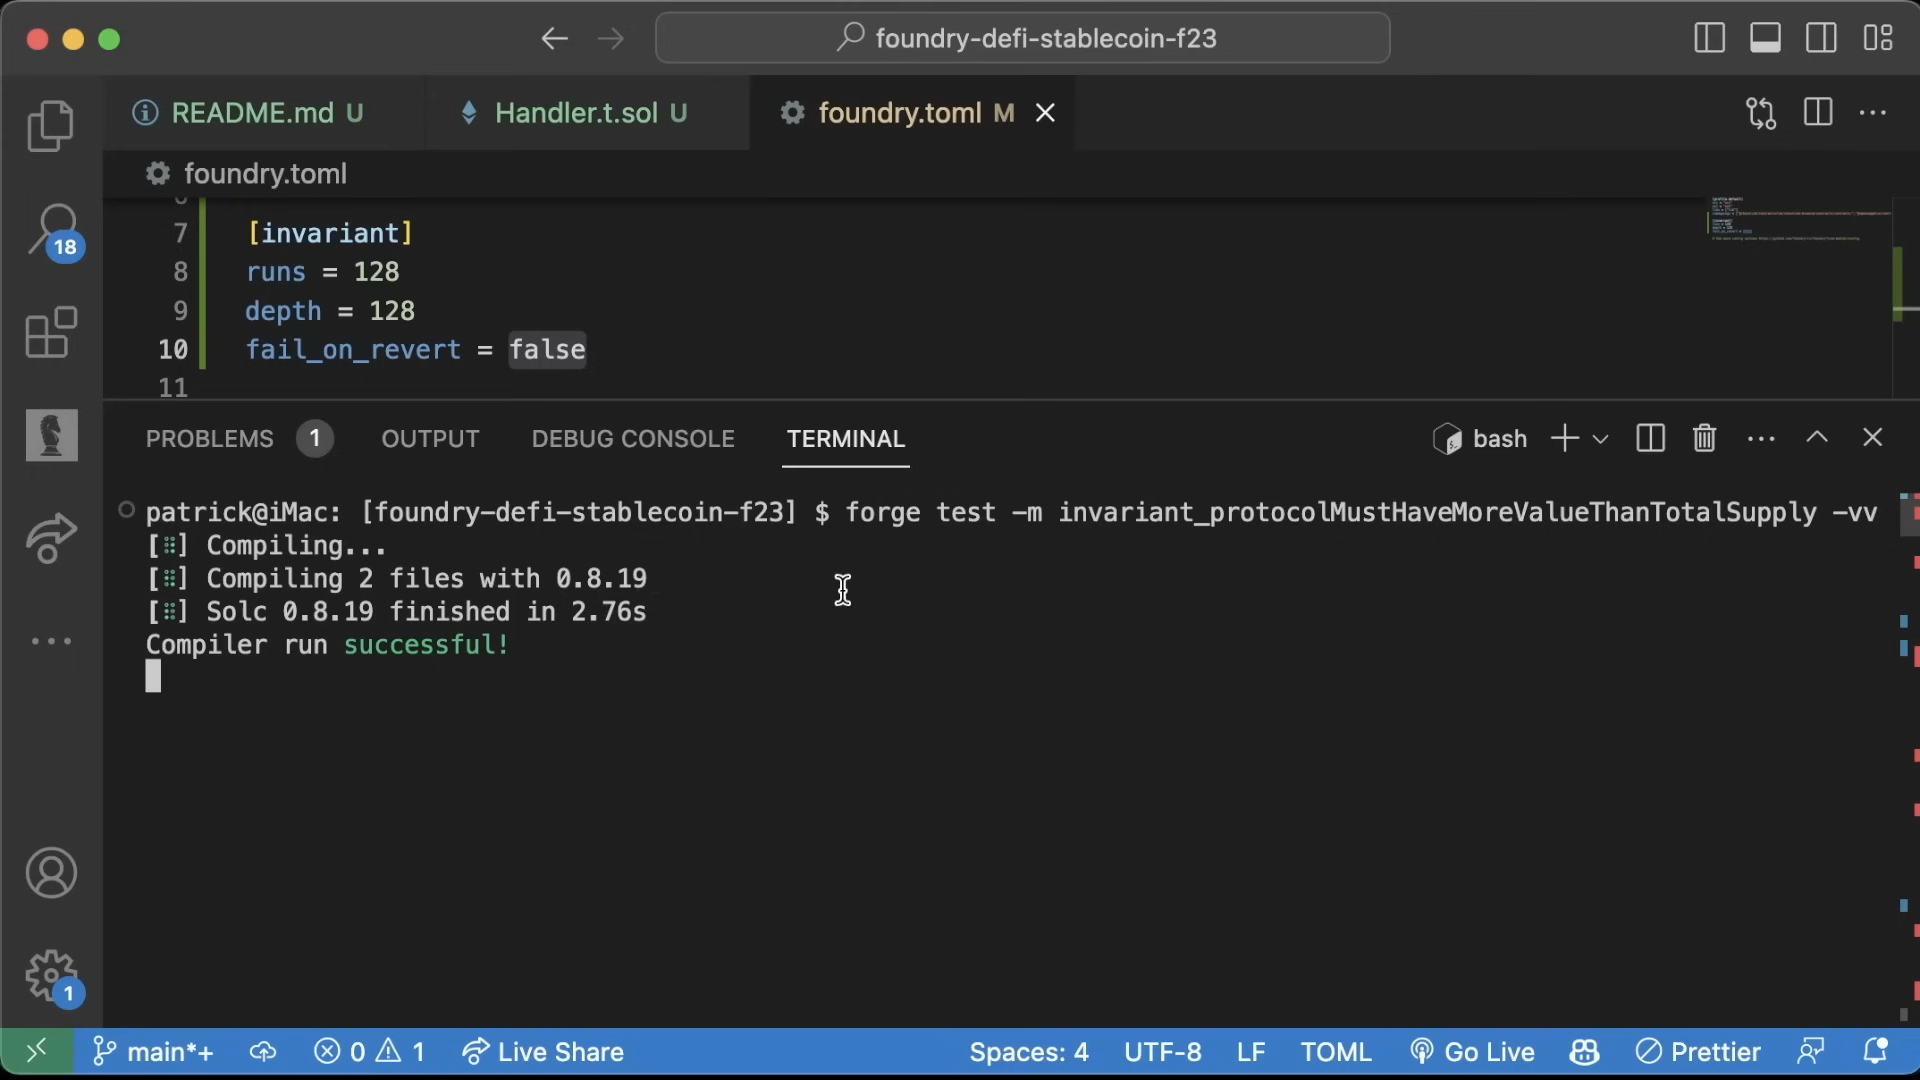 foundry-defi-stablecoin-f23
README.md U
Handler.t.sol U
foundry.toml M
foundry.toml
7 [invariant]
8 runs = 128
9 depth = 128
10 fail_on_revert = false
11
PROBLEMS 1 OUTPUT DEBUG CONSOLE TERMINAL
bash
patrick@iMac: [foundry-defi-stablecoin-f23] $ forge test -m invariant_protocolMustHaveMoreValueThanTotalSupply -vv
[⠿] Compiling...
[⠿] Compiling 2 files with 0.8.19
[⠿] Solc 0.8.19 finished in 2.76s
Compiler run successful!
18
1
main*+ 0 1 Live Share Spaces: 4 UTF-8 LF TOML Go Live Prettier